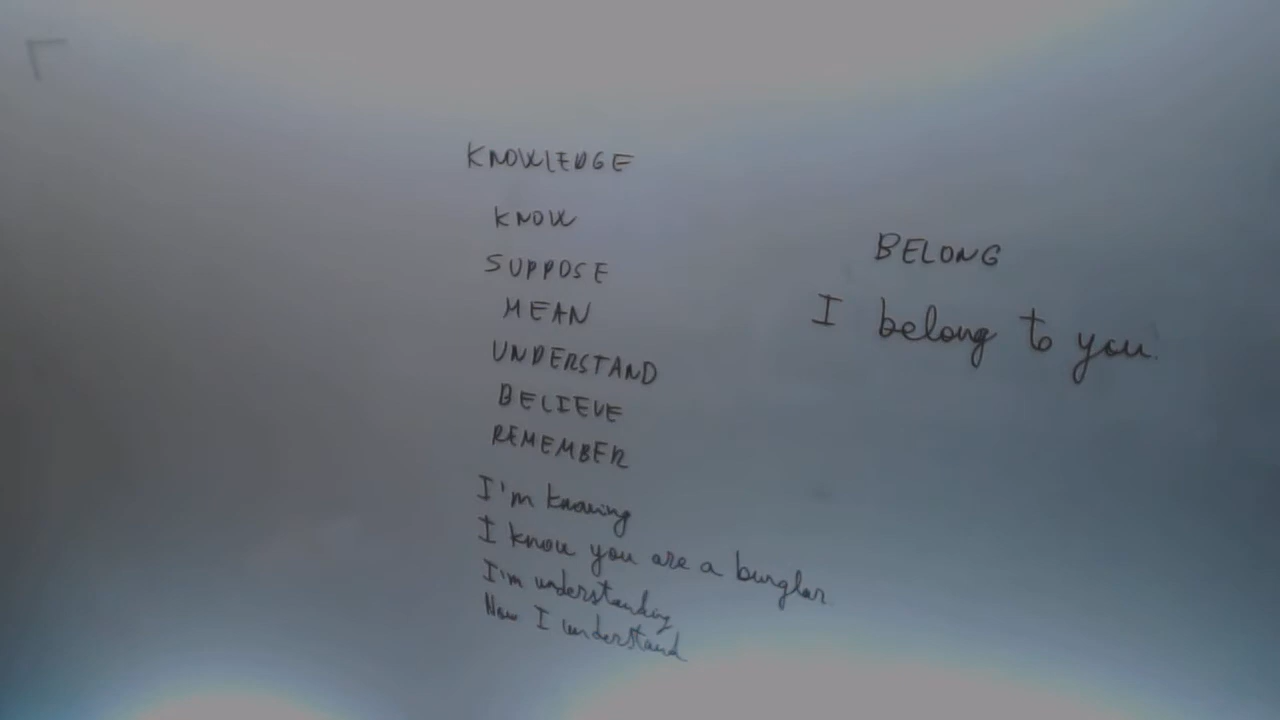 KNOWLEDGE
KNOW
SUPPOSE
MEAN
UNDERSTAND
BELIEVE
REMEMBER
I'm knowing
I know you are a burglar
I'm understanding
Now I understand
BELONG
I belong to you.